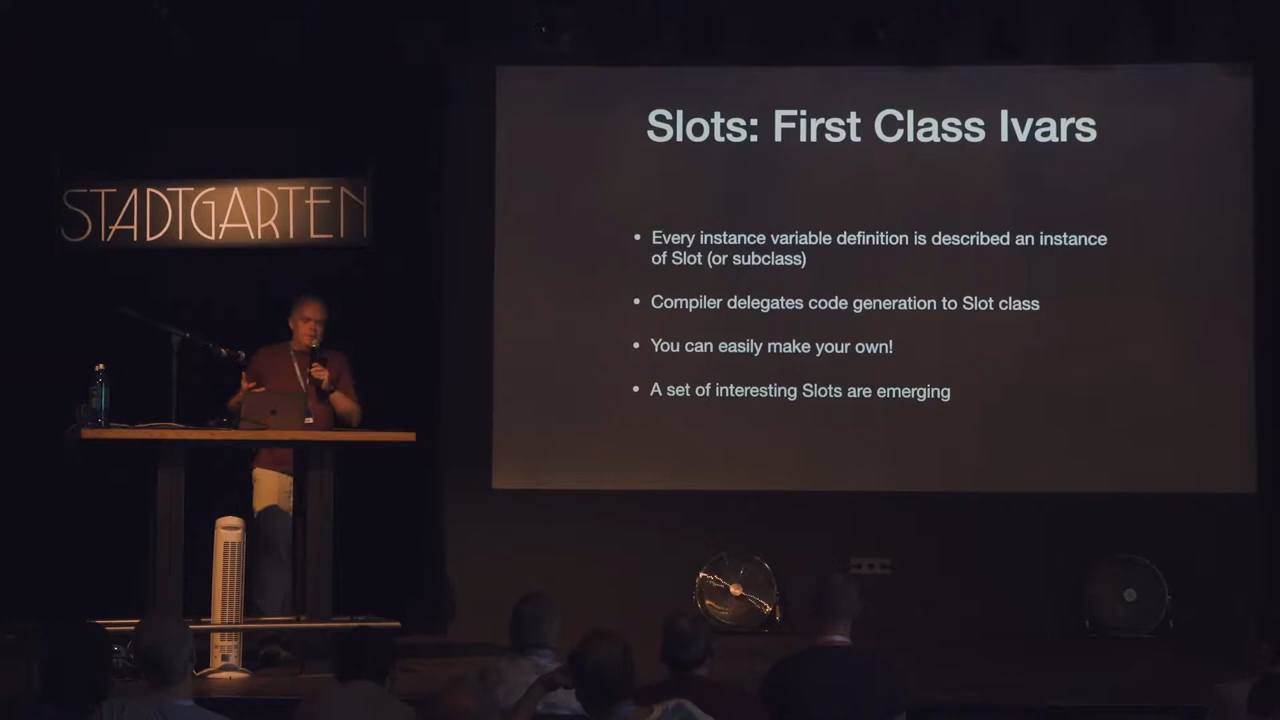 STADTGARTEN
Slots: First Class Ivars
• Every instance variable definition is described an instance
of Slot (or subclass)
• Compiler delegates code generation to Slot class
• You can easily make your own!
• A set of interesting Slots are emerging